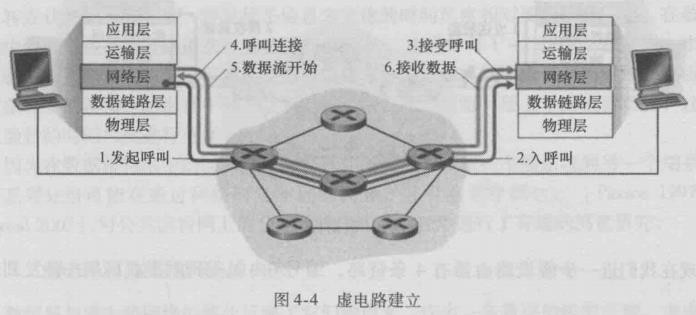 应用层
运输层
网络层
数据链路层
物理层
4.呼叫连接
5.数据流开始
3.接受呼叫
6.接收数据
应用层
运输层
网络层
数据链路层
物理层
1.发起呼叫
2.入呼叫
图4-4 虚电路建立